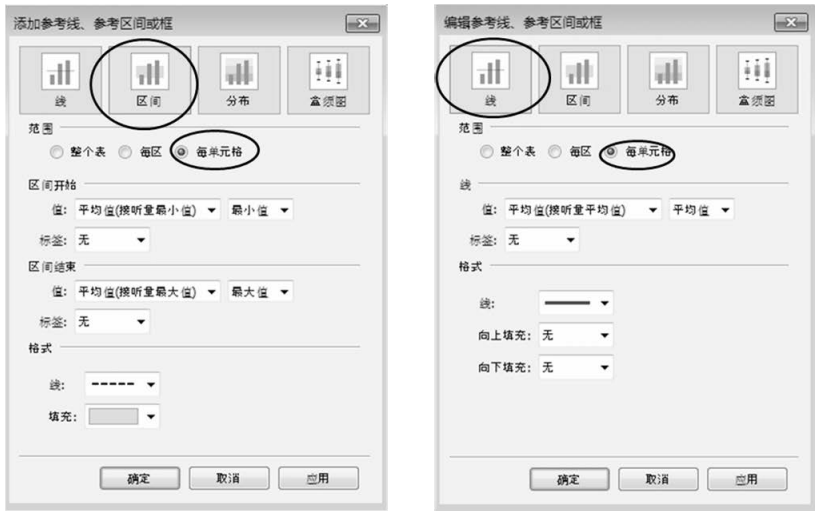 添加参考线、参考区间或框
线 区间 分布 盒须图
范围
整个表 每区 每单元格
区间开始
值: 平均值(接听量最小值) 最小值
标签: 无
区间结束
值: 平均值(接听量最大值) 最大值
标签: 无
格式
线:
填充:
确定 取消 应用
编辑参考线、参考区间或框
线 区间 分布 盒须图
范围
整个表 每区 每单元格
线
值: 平均值(接听量平均值) 平均值
标签: 无
格式
线:
向上填充: 无
向下填充: 无
确定 取消 应用